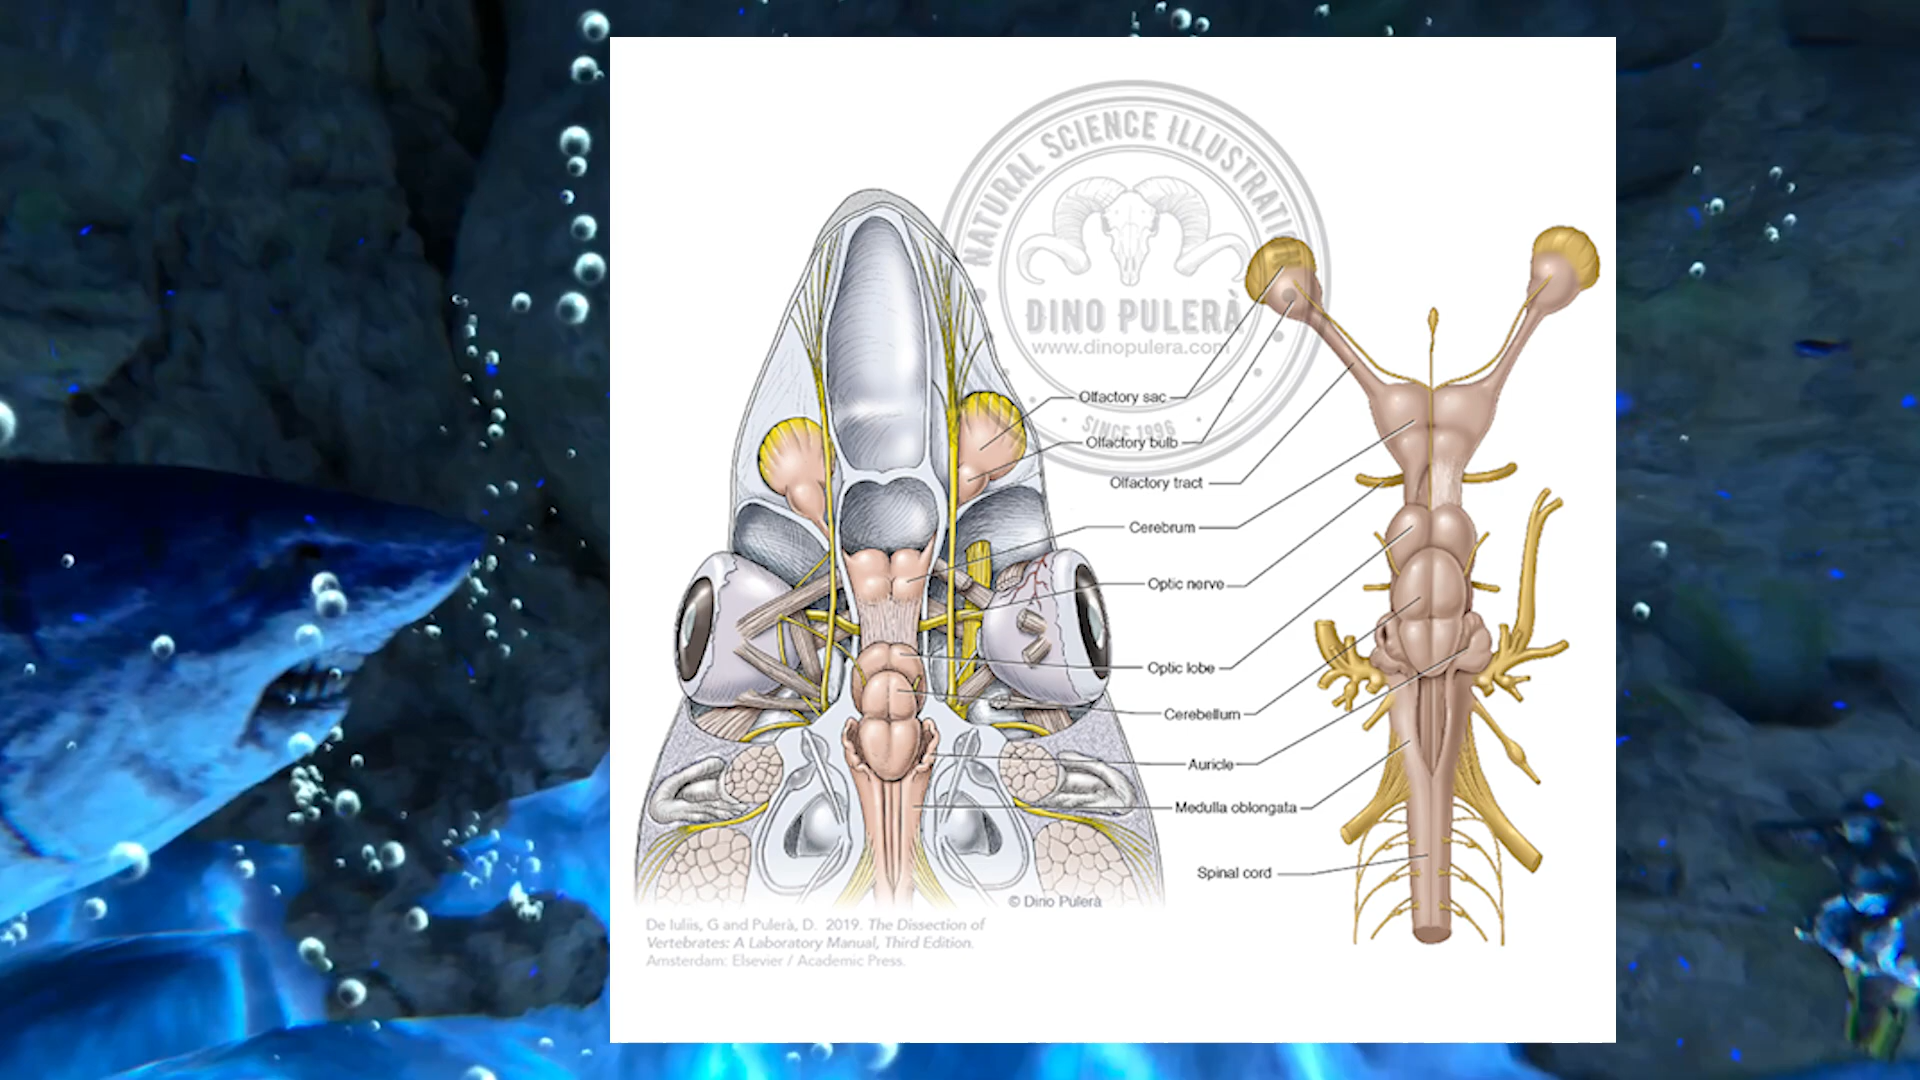 NATURAL SCIENCE ILLUSTRATION
DINO PULERÀ
www.dinopulera.com
SINCE 1996
Olfactory sac
Olfactory bulb
Olfactory tract
Cerebrum
Optic nerve
Optic lobe
Cerebellum
Auricle
Medulla oblongata
Spinal cord
© Dino Pulerà
De Iuliis, G and Pulerà, D. 2019. The Dissection of
Vertebrates: A Laboratory Manual, Third Edition.
Amsterdam: Elsevier / Academic Press.